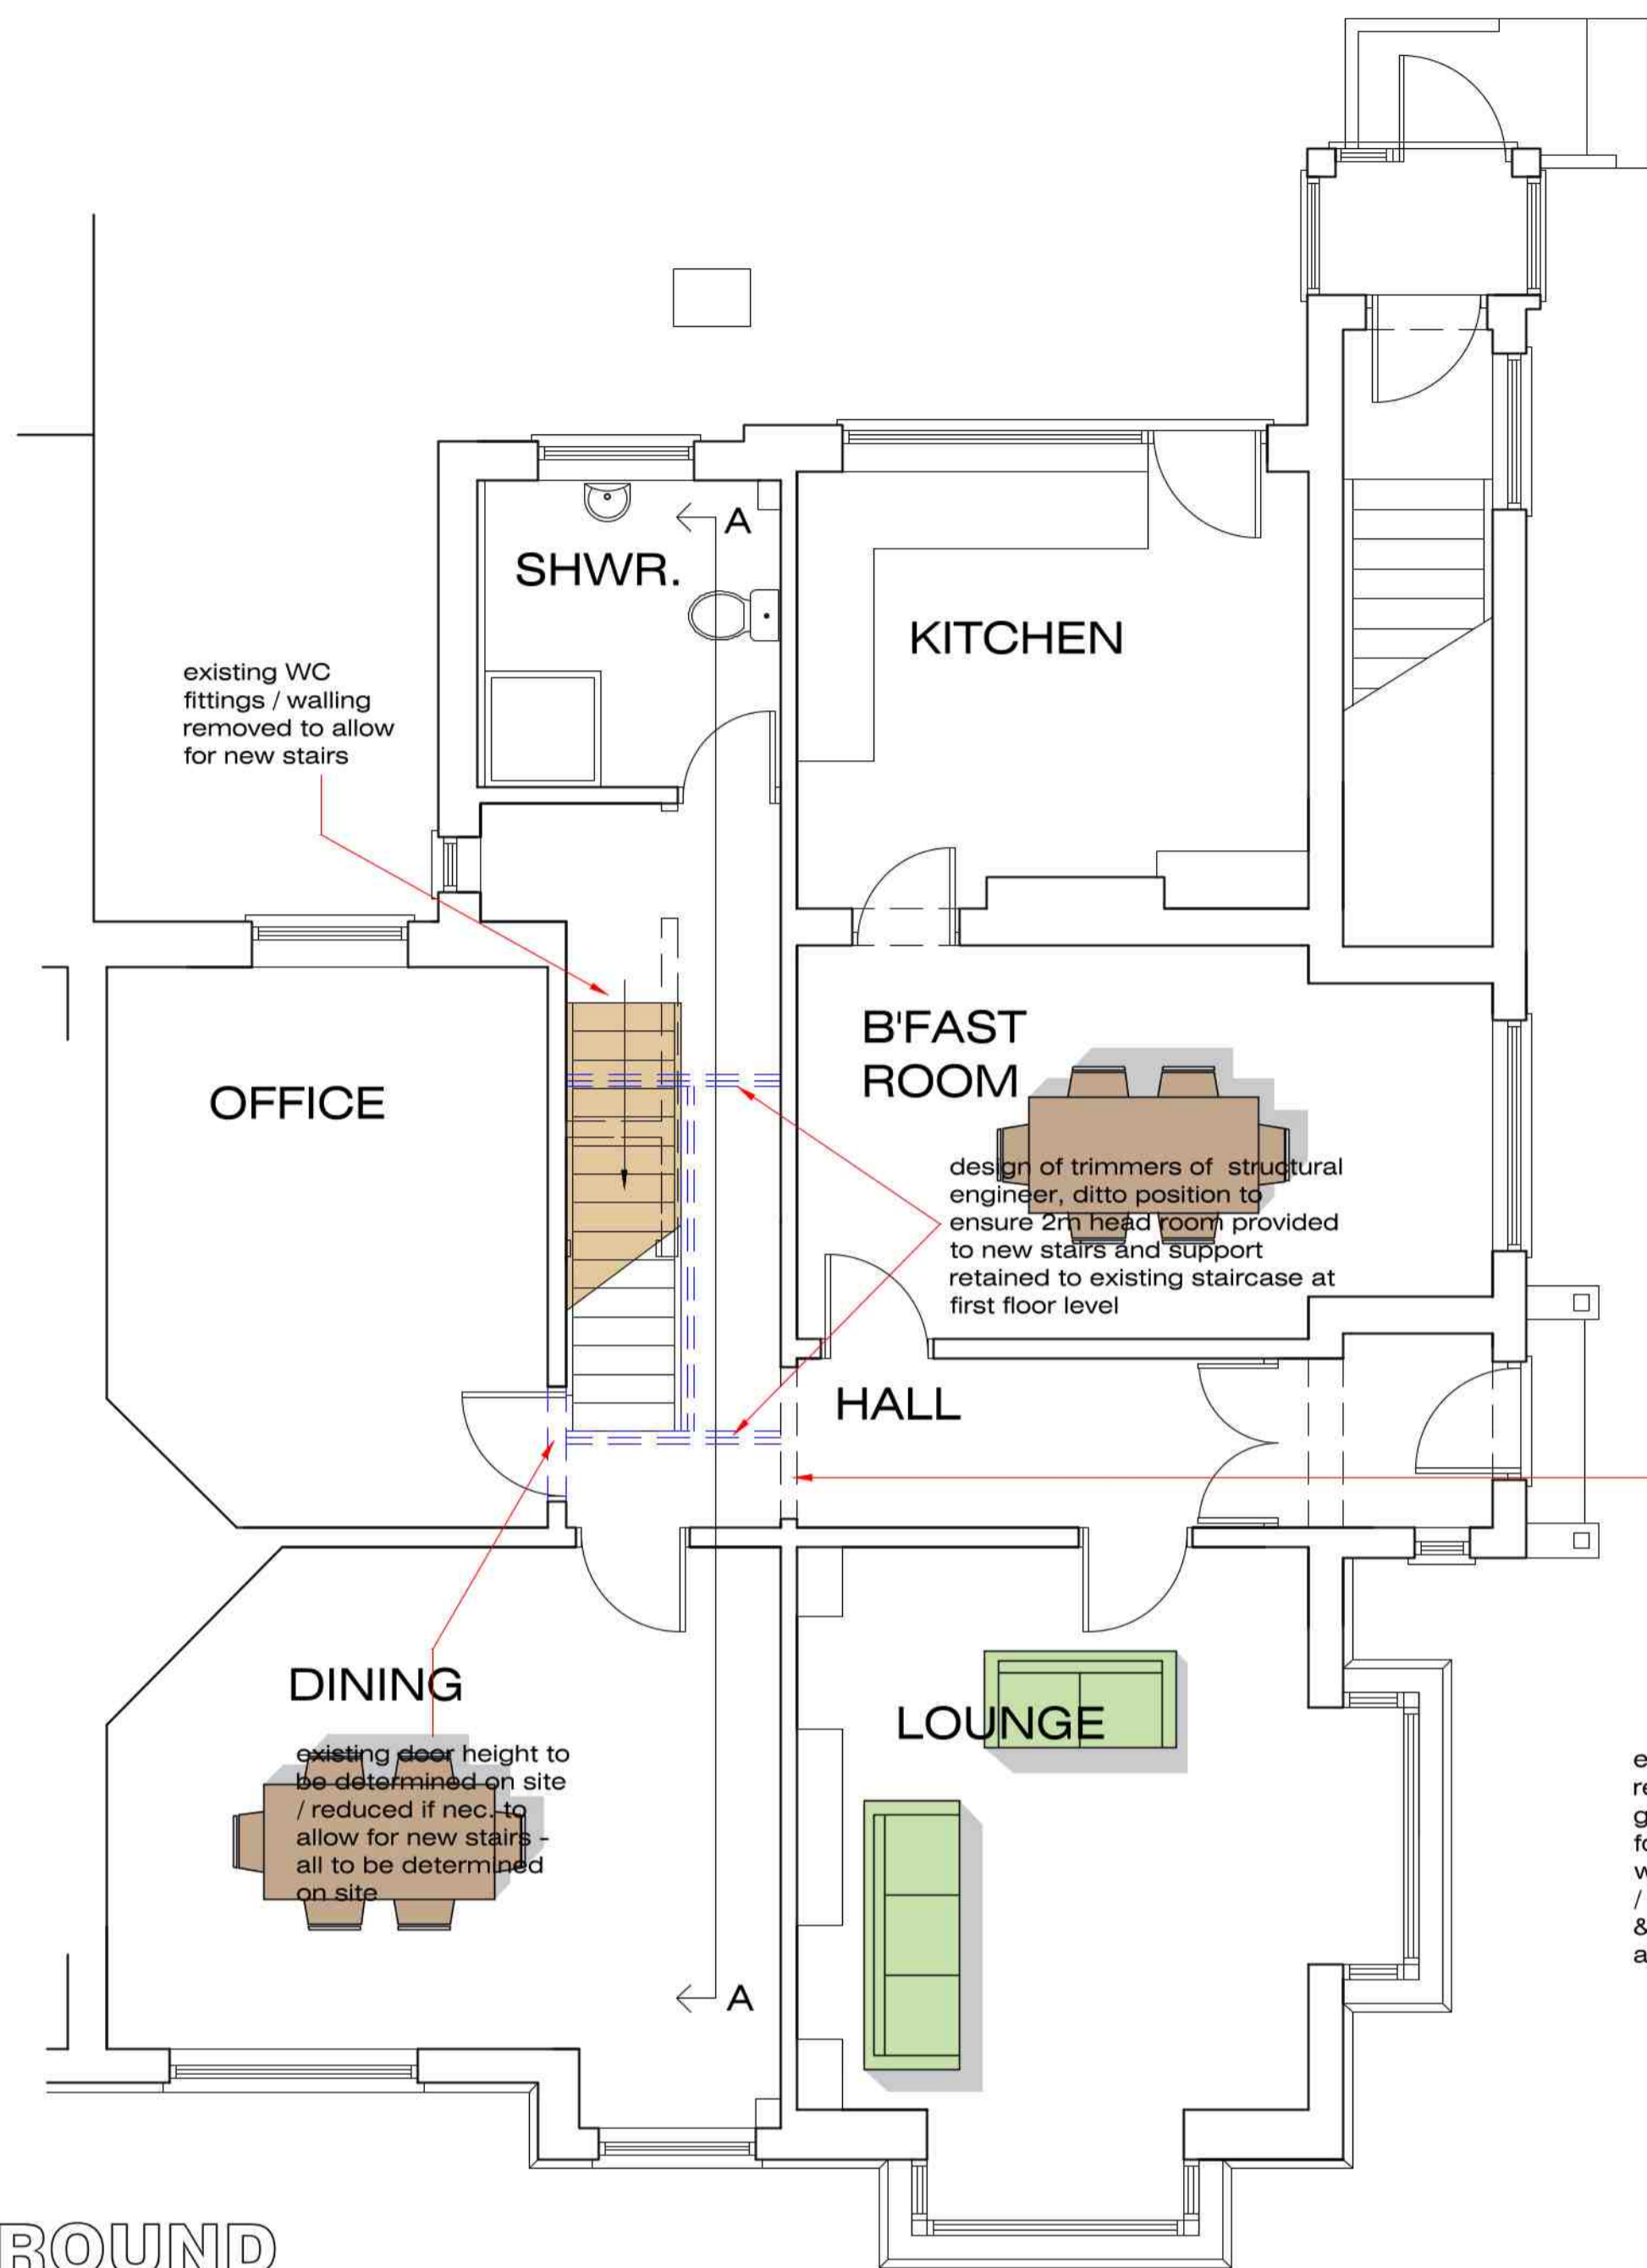 A
SHWR.
KITCHEN
existing WC
fittings / walling
removed to allow
for new stairs
B'FAST
ROOM
OFFICE
design of trimmers of structural
engineer, ditto position to
ensure 2m head room provided
to new stairs and support
retained to existing staircase at
first floor level
HALL
DINING
LOUNGE
existing door height to
be determined on site
/ reduced if nec. to
allow for new stairs -
all to be determined
on site
/
&
A
ROUND